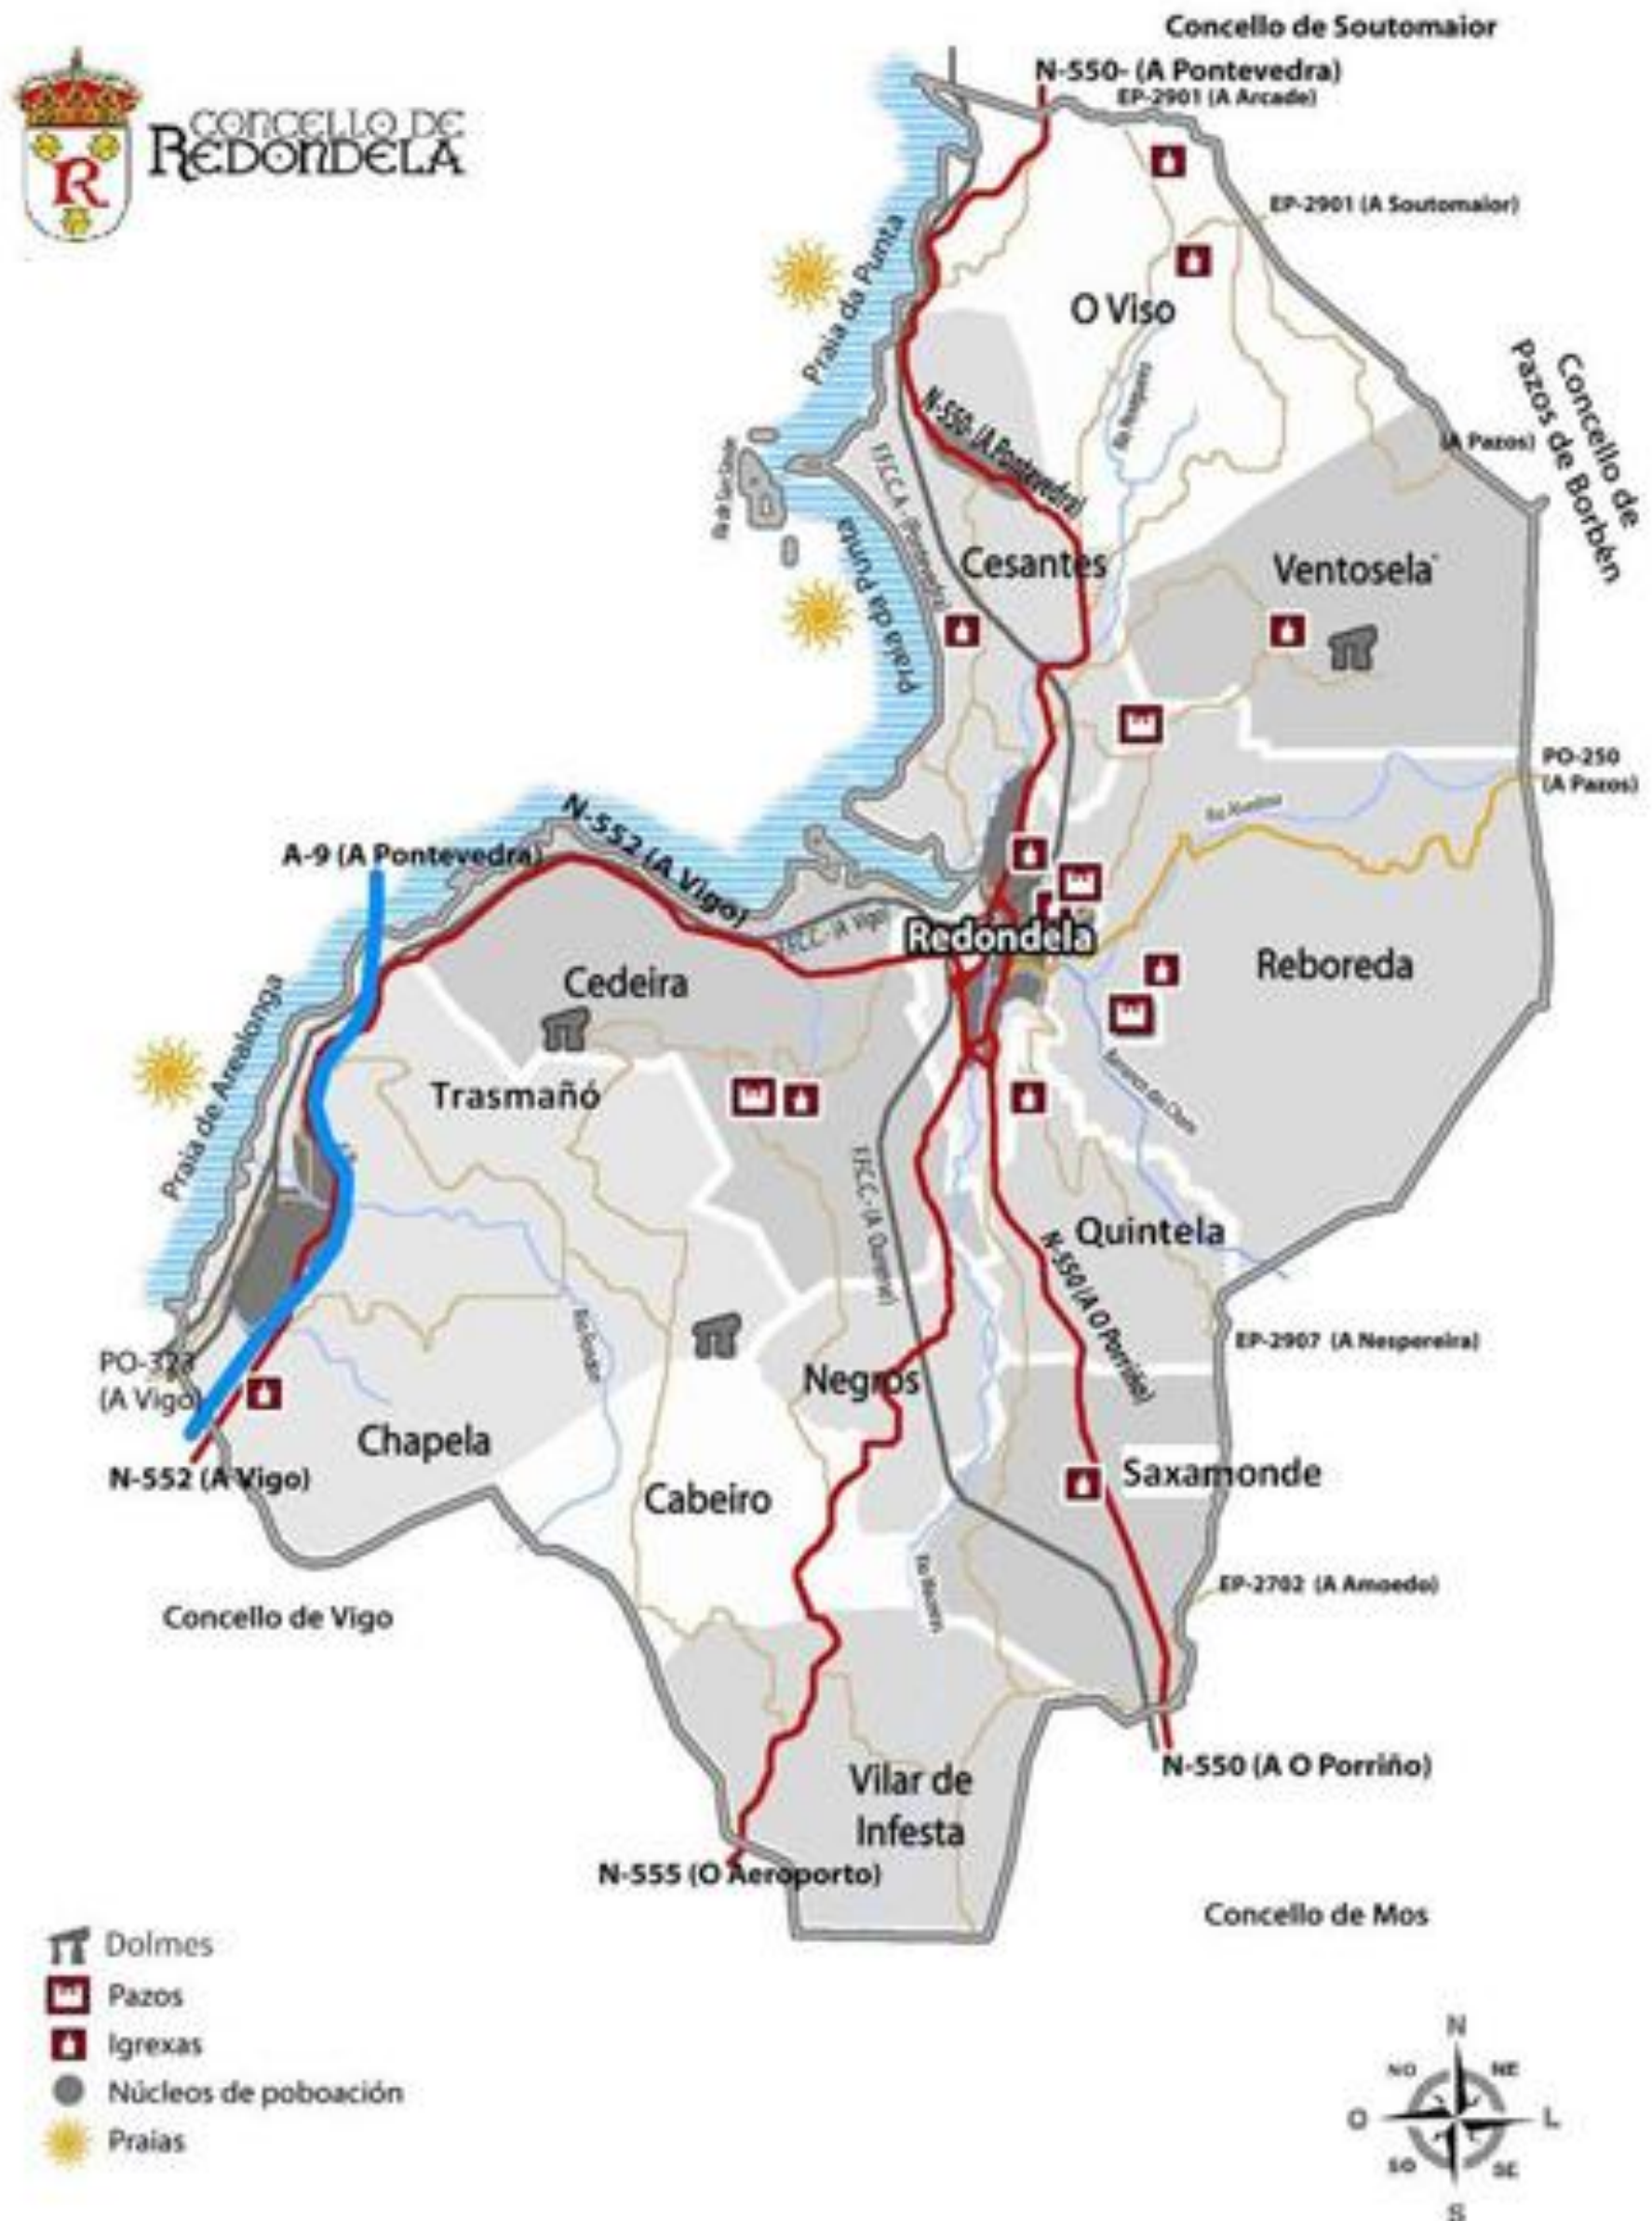 Concello de Soutomaior
N-550- (A Pontevedra)
EP-2901 (A Arcade)
CONCELLO DE
REDONDELA
R
EP-2901 (A Soutomaior)
Praia da Punta
O Viso
Concello de
Pazos de Borbén
N-550- (A Pontevedra)
(A Pazos)
F.F.C.C.A - (Pontevedra)
Praia da Punta
Cesantes
Ventosela
PO-250
(A Pazos)
N-552 (A Vigo)
A-9 (A Pontevedra)
F.F.C.C.- (A Vigo)
Redondela
Reboreda
Cedeira
Praia de Arealonga
Trasmañó
F.F.C.C.- (A Ourense)
Quintela
N-550 (A O Porriño)
EP-2907 (A Nespereira)
PO-323
(A Vigo)
Negros
Chapela
Saxamonde
N-552 (A Vigo)
Cabeiro
EP-2702 (A Amoedo)
Concello de Vigo
N-550 (A O Porriño)
Vilar de
Infesta
N-555 (O Aeroporto)
Concello de Mos
Dolmes
Pazos
Igrexas
Núcleos de poboación
Praias
N
NO
NE
O
L
SO
SE
S